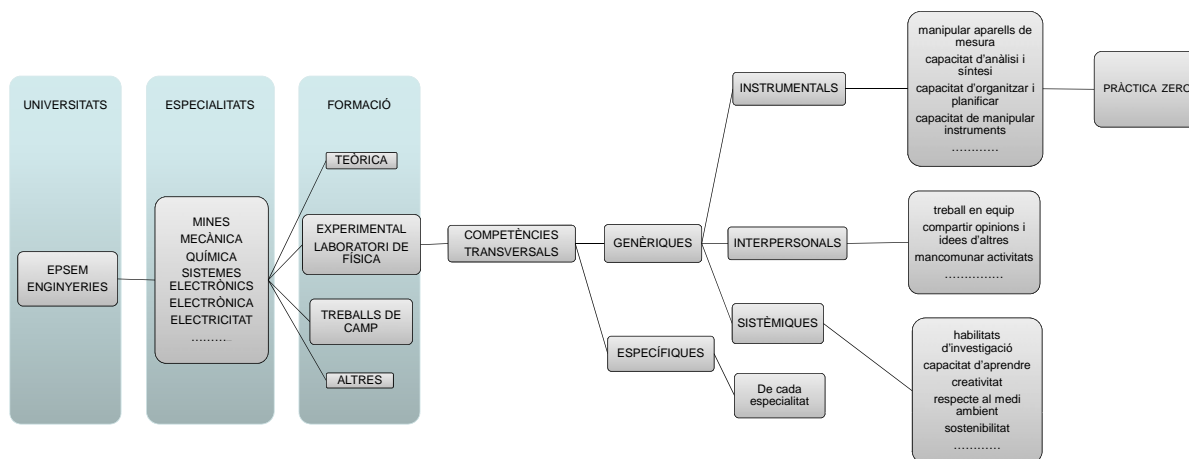 UNIVERSITATS
EPSEM
ENGINYERIES
ESPECIALITATS
MINES
MECÀNICA
QUÍMICA
SISTEMES
ELECTRÒNICS
ELECTRÒNICA
ELECTRICITAT
...........
FORMACIÓ
TEÒRICA
EXPERIMENTAL
LABORATORI DE
FÍSICA
TREBALLS DE
CAMP
ALTRES
COMPETÈNCIES
TRANSVERSALS
GENÈRIQUES
ESPECÍFIQUES
INSTRUMENTALS
INTERPERSONALS
SISTÈMIQUES
De cada
especialitat
manipular aparells de
mesura
capacitat d'anàlisi i
síntesi
capacitat d'organitzar i
planificar
capacitat de manipular
instruments
............
treball en equip
compartir opinions i
idees d'altres
mancomunar activitats
...............
habilitats
d'investigació
capacitat d'aprendre
creativitat
respecte al medi
ambient
sostenibilitat
............
PRÀCTICA ZERO